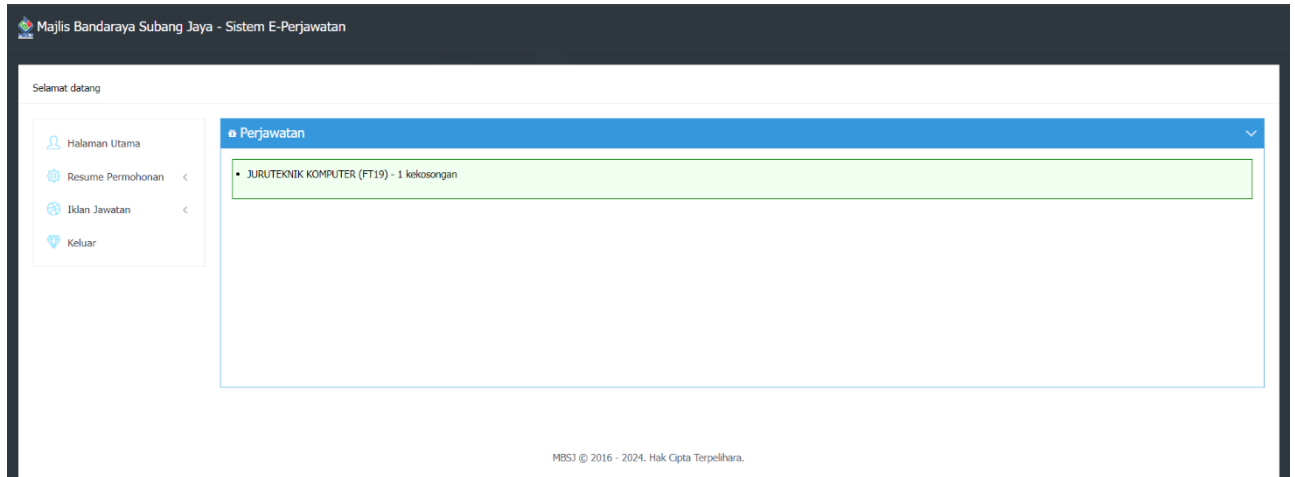 Majlis Bandaraya Subang Jaya - Sistem E-Perjawatan
Selamat datang
Halaman Utama
Resume Permohonan
Iklan Jawatan
Keluar
Perjawatan
• JURUTEKNIK KOMPUTER (FT19) - 1 kekosongan
MBSJ © 2016 - 2024. Hak Cipta Terpelihara.